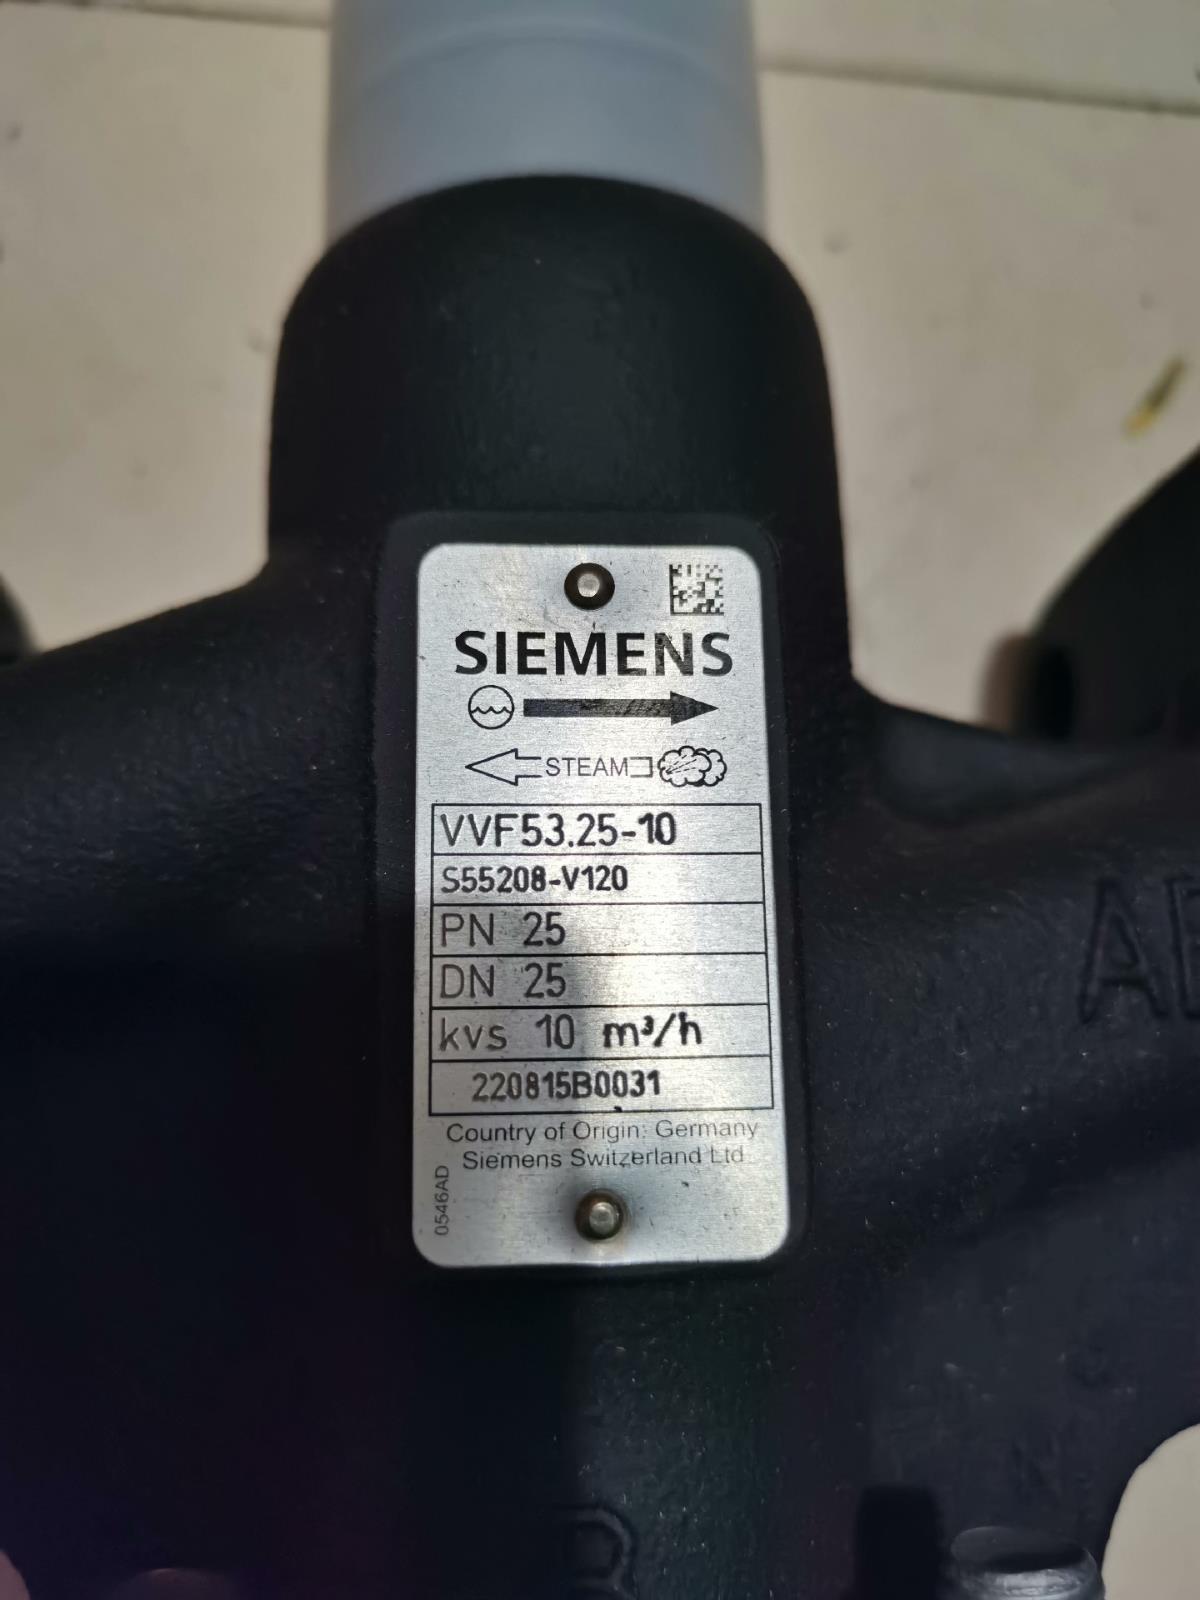 SIEMENS
STEAM
VVF53.25-10
S55208-V120
PN 25
DN 25
kvs 10 m³/h
220815B0031
Country of Origin: Germany
Siemens Switzerland Ltd
0546AD
B